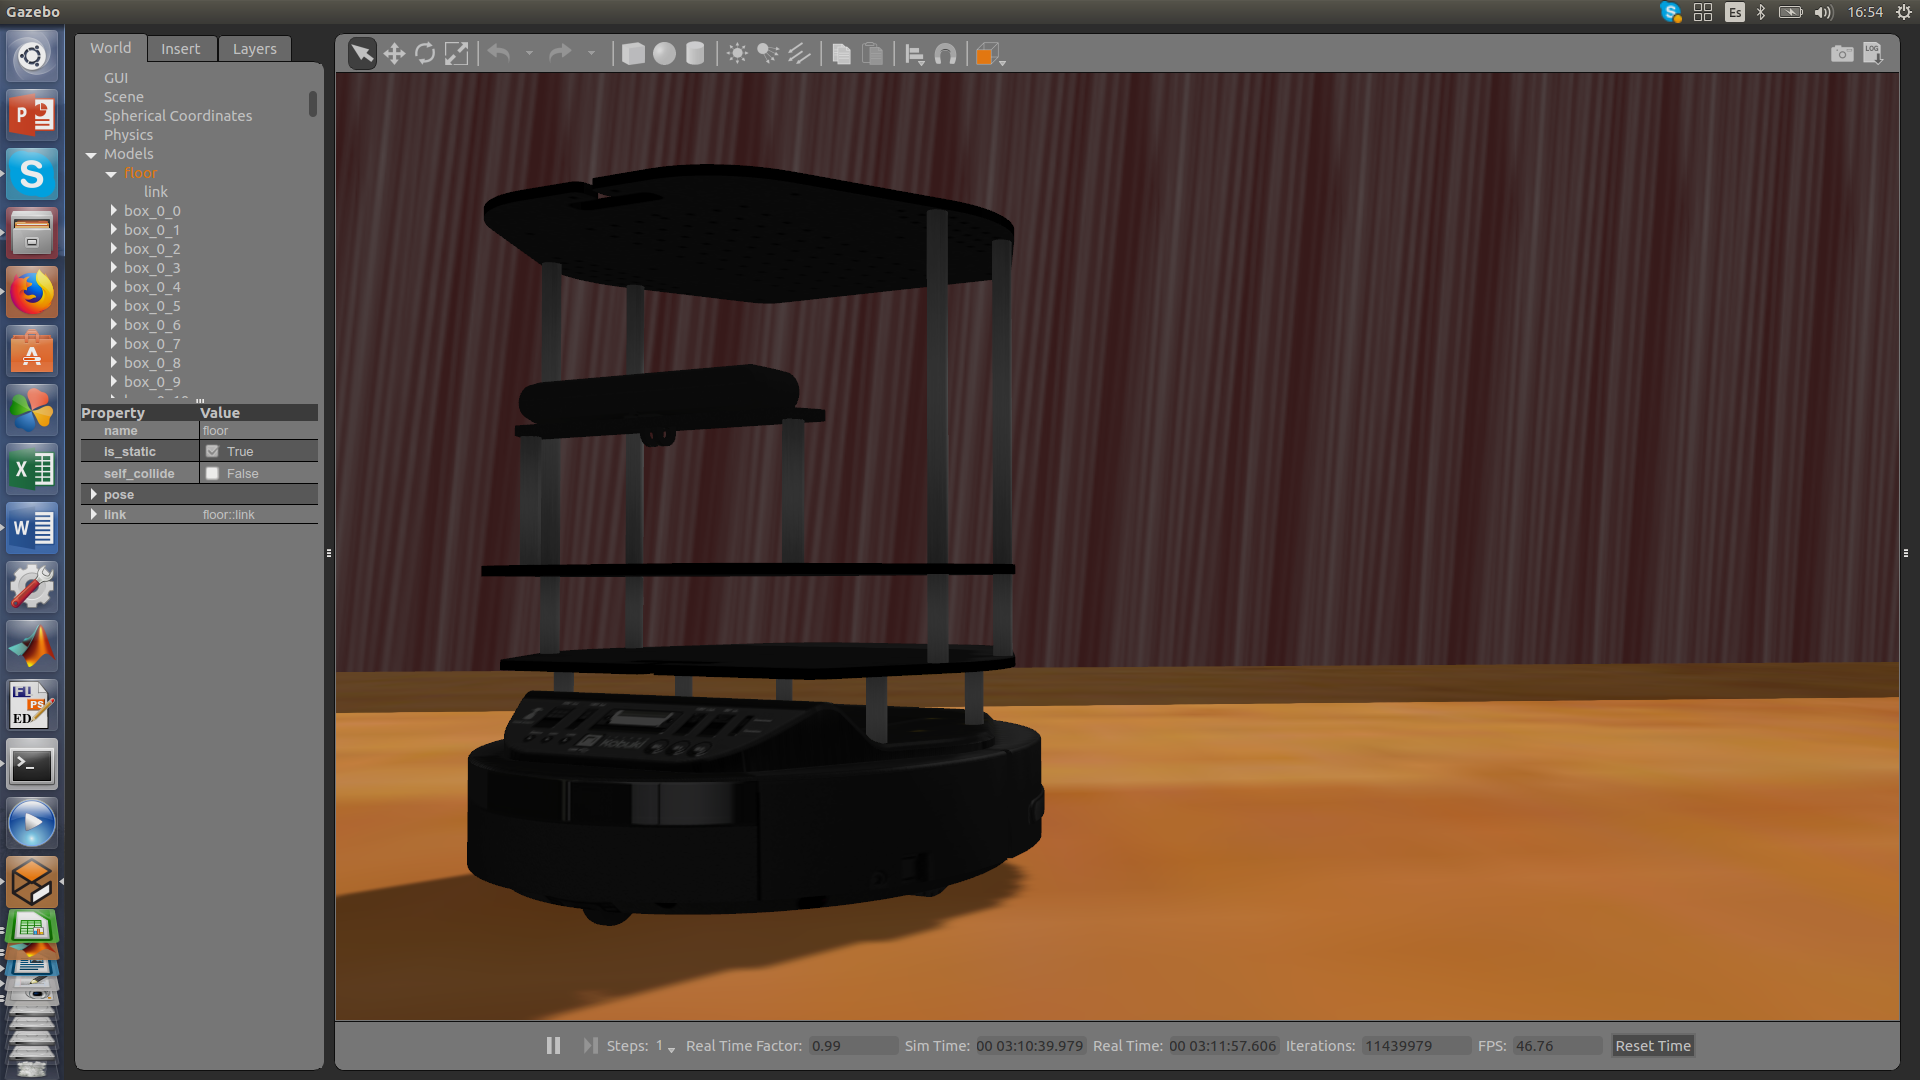 Gazebo
Es
16:54
World
Insert
Layers
LOG
GUI
Scene
Spherical Coordinates
Physics
Models
floor
link
box_0_0
box_0_1
box_0_2
box_0_3
box_0_4
box_0_5
box_0_6
box_0_7
box_0_8
box_0_9
Property Value
name floor
is_static True
self_collide False
pose
link floor::link
kobuki
Steps: 1 Real Time Factor: 0.99 Sim Time: 00 03:10:39.979 Real Time: 00 03:11:57.606 Iterations: 11439979 FPS: 46.76 Reset Time